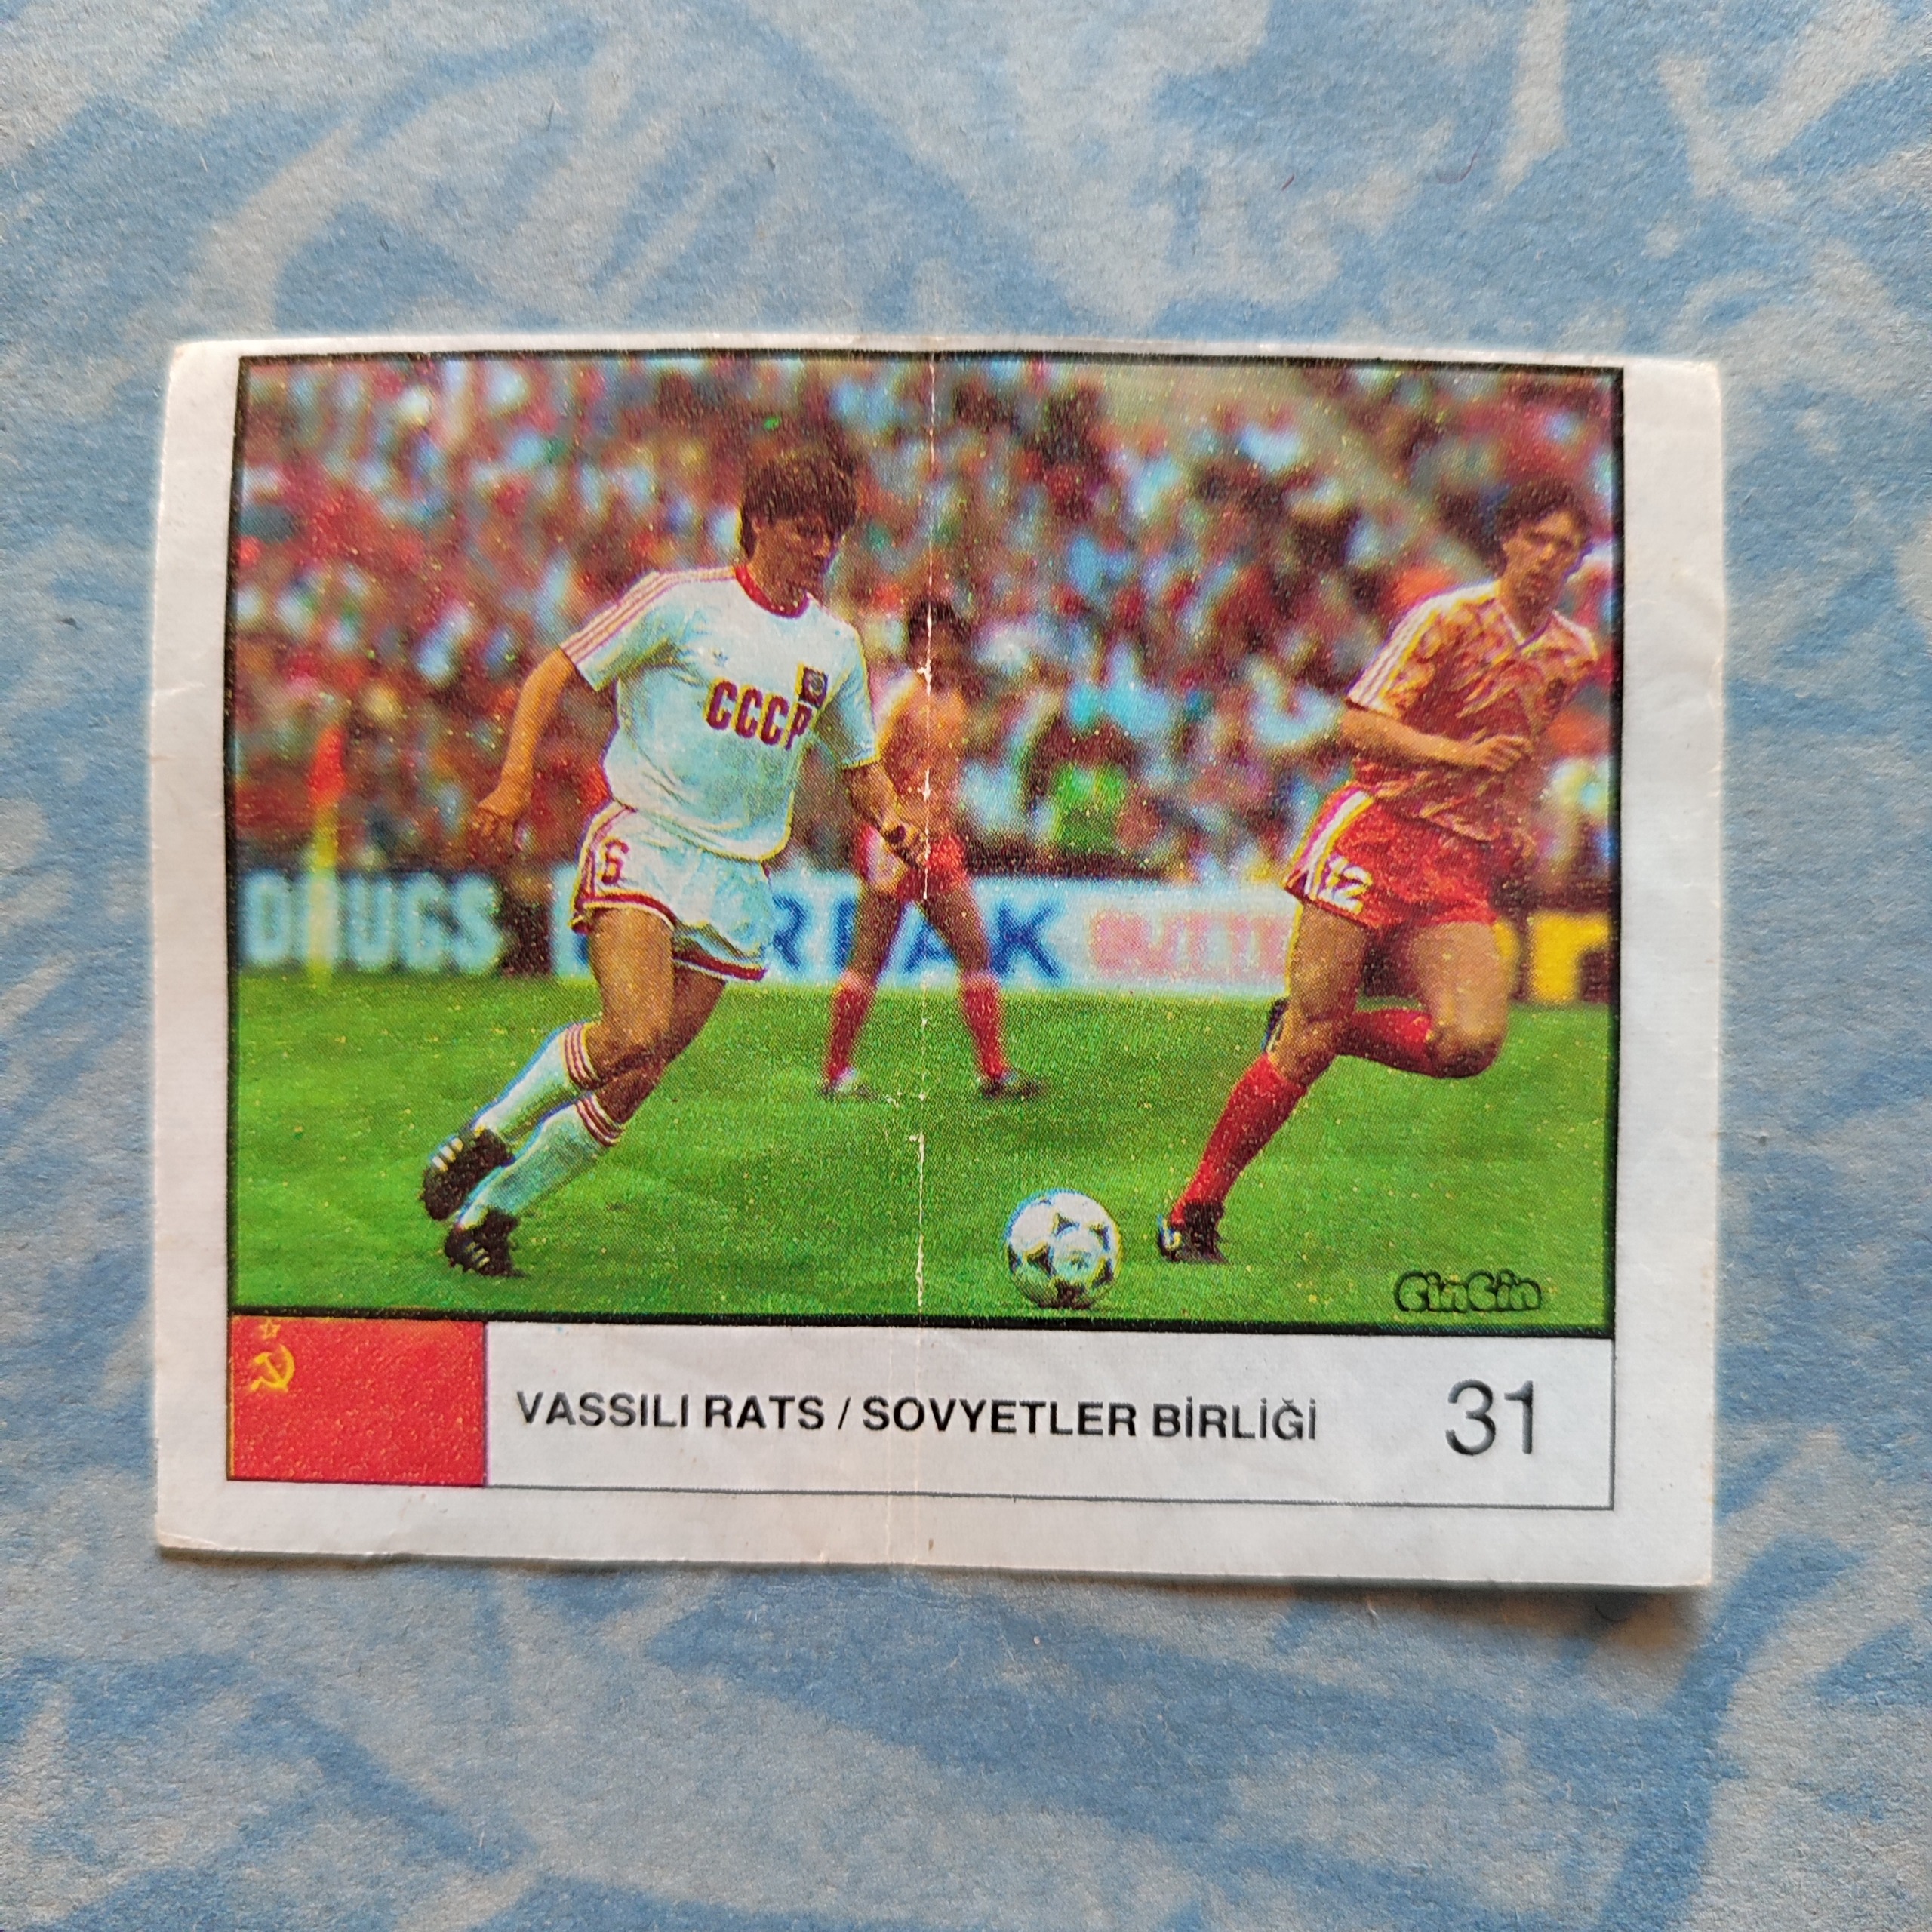 CCCP
6
12
DRUGS
CinCin
VASSILI RATS / SOVYETLER BİRLİĞİ 31